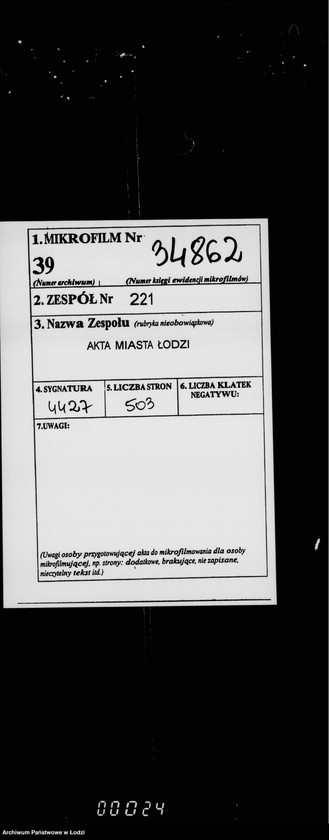 1. MIKROFILM Nr 34862
39
(Numer archiwum) (Numer księgi ewidencji mikrofilmów)
2. ZESPÓŁ Nr 221
3. Nazwa Zespołu (rubryka nieobowiązkowa)
AKTA MIASTA ŁODZI
4. SYGNATURA 5. LICZBA STRON 6. LICZBA KLATEK
NEGATYWU:
4427 503
7.UWAGI:
(Uwagi osoby przygotowującej akta do mikrofilmowania dla osoby
mikrofilmującej, np. strony: dodatkowe, brakujące, nie zapisane,
nieczytelny tekst itd.)
00024
Archiwum Państwowe w Łodzi